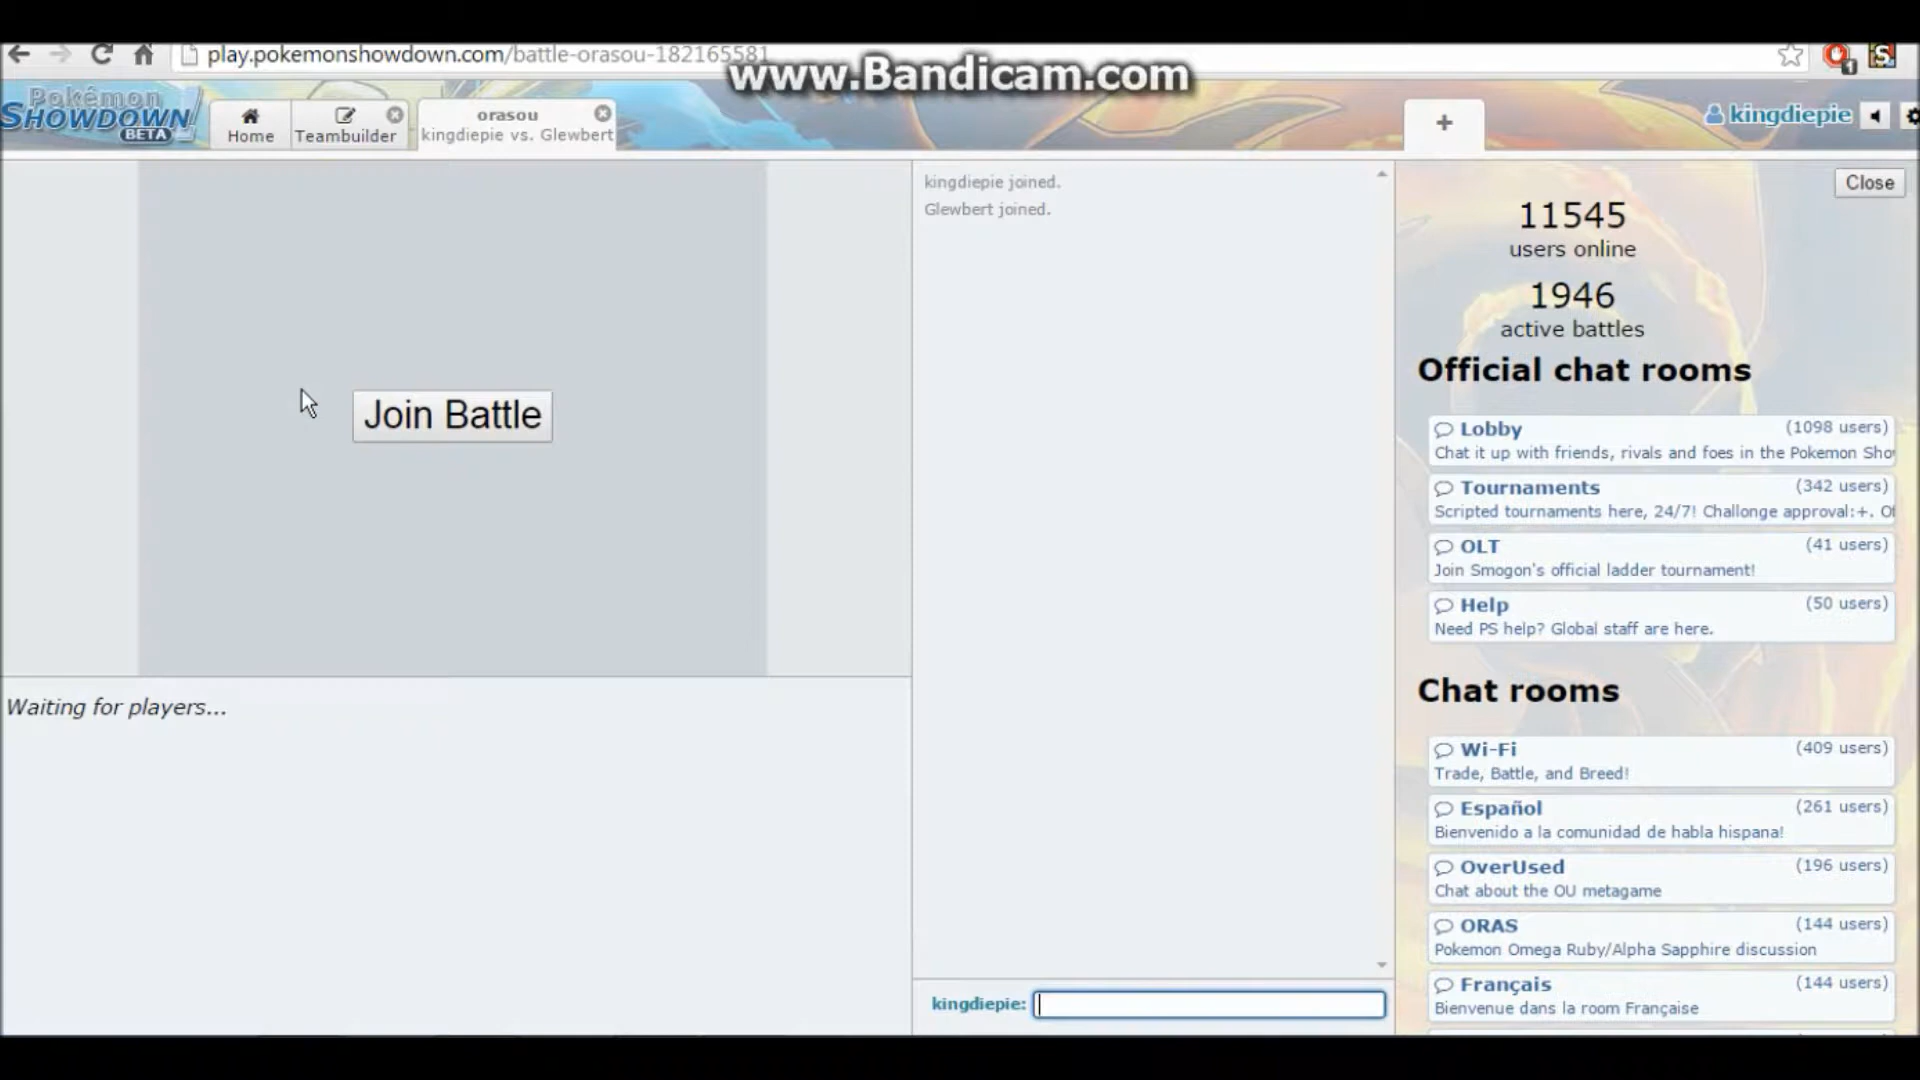 play.pokemonshowdown.com/battle-orasou-182165581
www.Bandicam.com
1
Pokémon
SHOWDOWN
BETA
Home
Teambuilder
orasou
kingdiepie vs. Glewbert
+
kingdiepie
kingdiepie joined.
Glewbert joined.
Join Battle
Waiting for players...
kingdiepie:
Close
11545
users online
1946
active battles
Official chat rooms
Lobby (1098 users)
Chat it up with friends, rivals and foes in the Pokemon Sho
Tournaments (342 users)
Scripted tournaments here, 24/7! Challonge approval:+. Of
OLT (41 users)
Join Smogon's official ladder tournament!
Help (50 users)
Need PS help? Global staff are here.
Chat rooms
Wi-Fi (409 users)
Trade, Battle, and Breed!
Español (261 users)
Bienvenido a la comunidad de habla hispana!
OverUsed (196 users)
Chat about the OU metagame
ORAS (144 users)
Pokemon Omega Ruby/Alpha Sapphire discussion
Français (144 users)
Bienvenue dans la room Française